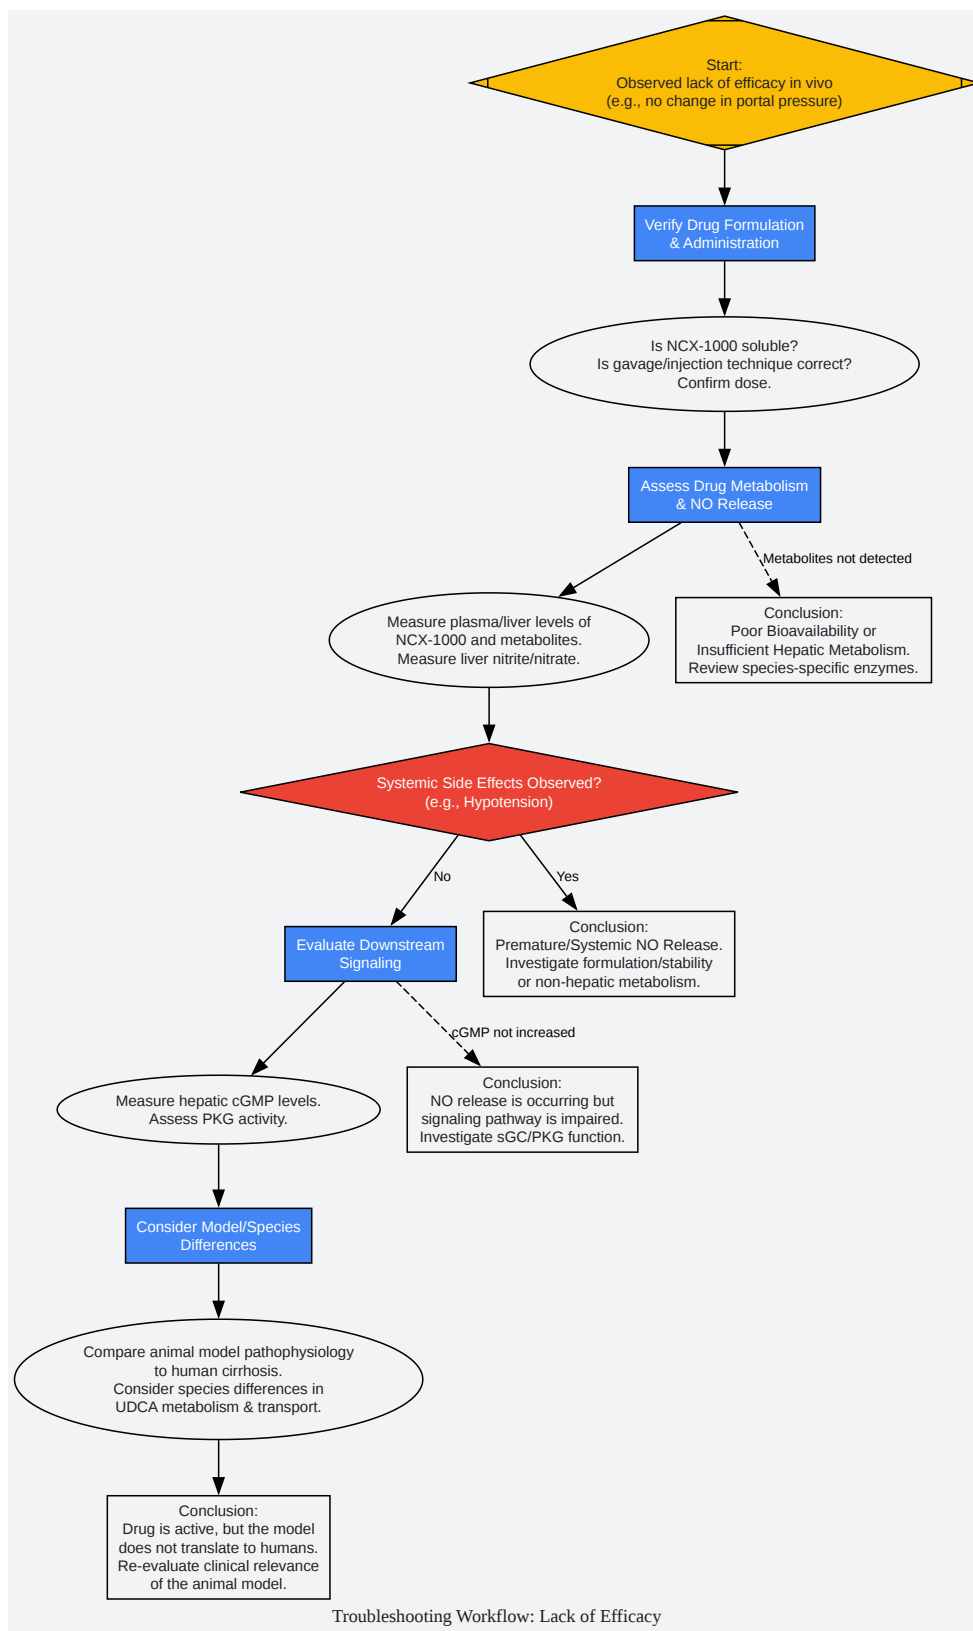 Start:
Observed lack of efficacy in vivo
(e.g., no change in portal pressure)
Verify Drug Formulation
& Administration
Is NCX-1000 soluble?
Is gavage/injection technique correct?
Confirm dose.
Assess Drug Metabolism
& NO Release
Metabolites not detected
Measure plasma/liver levels of
NCX-1000 and metabolites.
Measure liver nitrite/nitrate.
Conclusion:
Poor Bioavailability or
Insufficient Hepatic Metabolism.
Review species-specific enzymes.
Systemic Side Effects Observed?
(e.g., Hypotension)
No
Yes
Evaluate Downstream
Signaling
Conclusion:
Premature/Systemic NO Release.
Investigate formulation/stability
or non-hepatic metabolism.
cGMP not increased
Measure hepatic cGMP levels.
Assess PKG activity.
Conclusion:
NO release is occurring but
signaling pathway is impaired.
Investigate sGC/PKG function.
Consider Model/Species
Differences
Compare animal model pathophysiology
to human cirrhosis.
Consider species differences in
UDCA metabolism & transport.
Conclusion:
Drug is active, but the model
does not translate to humans.
Re-evaluate clinical relevance
of the animal model.
Troubleshooting Workflow: Lack of Efficacy